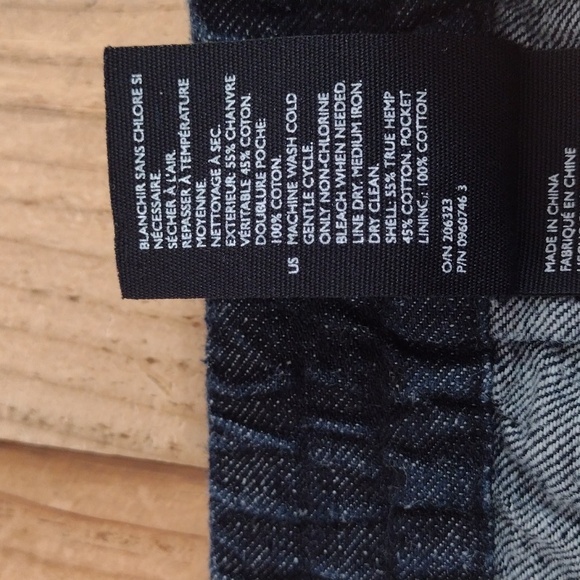 BLANCHIR SANS CHLORE SI
NÉCESSAIRE.
SÉCHER À L'AIR.
REPASSER À TEMPÉRATURE
MOYENNE.
NETTOYAGE À SEC.
EXTERIEUR: 55% CHANVRE
VÉRITABLE 45% COTON.
DOUBLURE POCHE:
100% COTON.
US MACHINE WASH COLD
GENTLE CYCLE.
ONLY NON-CHLORINE
BLEACH WHEN NEEDED.
LINE DRY. MEDIUM IRON.
DRY CLEAN.
SHELL: 55% TRUE HEMP
45% COTTON. POCKET
LINING: 100% COTTON.
O/N 206323
P/N 0960746 3
MADE IN CHINA
FABRIQUÉ EN CHINE